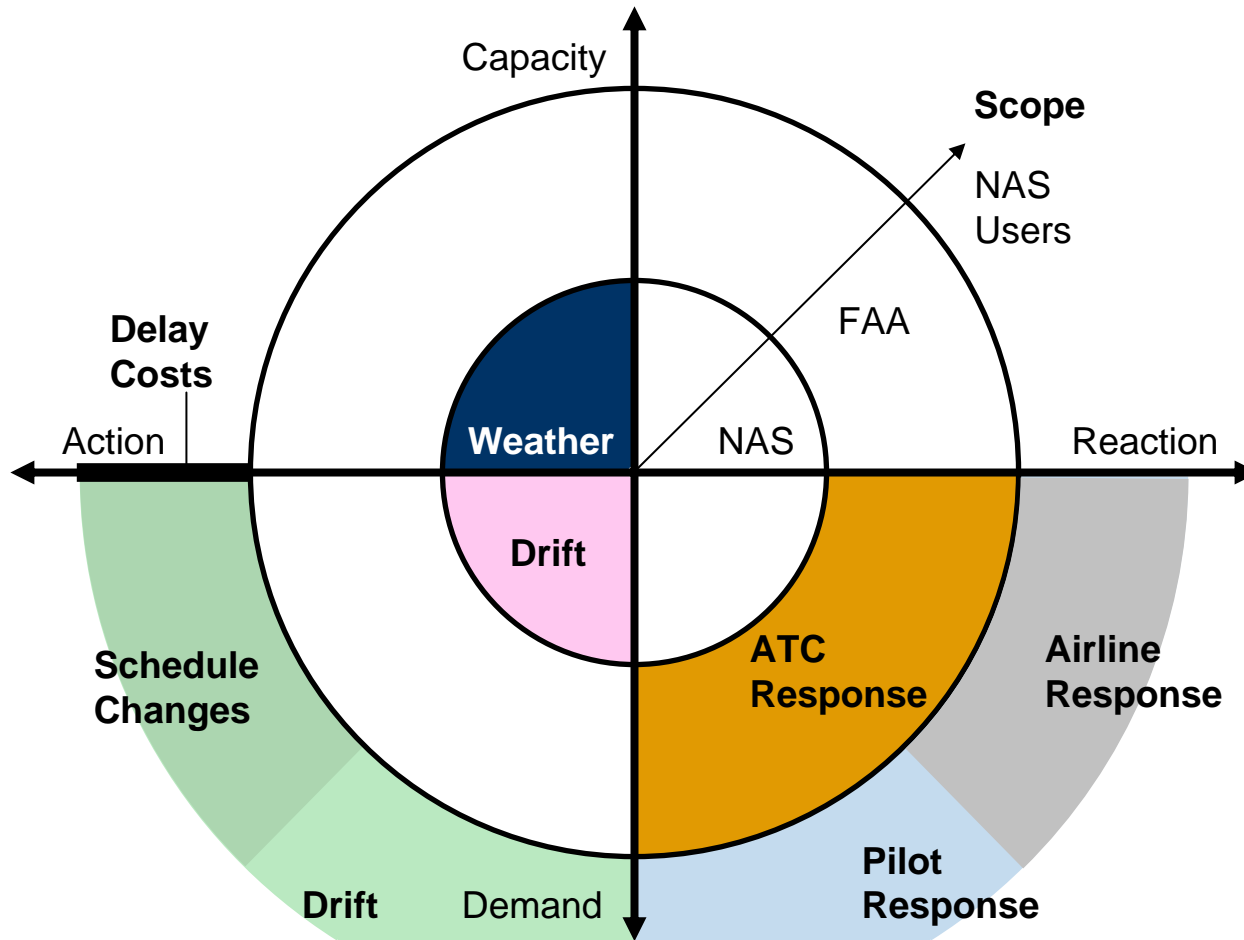 Capacity
Scope
NAS
Users
FAA
Delay
Costs
Action
Weather
NAS
Reaction
Drift
Schedule
Changes
ATC
Response
Airline
Response
Pilot
Response
Drift
Demand